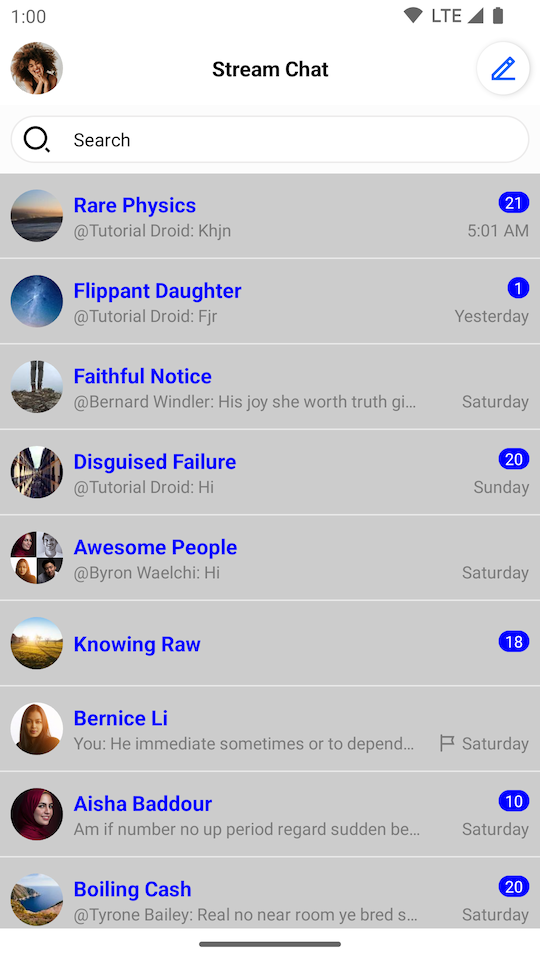 1:00 LTE
Stream Chat
Search
Rare Physics 21
@Tutorial Droid: Khjn 5:01 AM
Flippant Daughter 1
@Tutorial Droid: Fjr Yesterday
Faithful Notice
@Bernard Windler: His joy she worth truth gi... Saturday
Disguised Failure 20
@Tutorial Droid: Hi Sunday
Awesome People
@Byron Waelchi: Hi Saturday
Knowing Raw 18
Bernice Li
You: He immediate sometimes or to depend... Saturday
Aisha Baddour 10
Am if number no up period regard sudden be... Saturday
Boiling Cash 20
@Tyrone Bailey: Real no near room ye bred s... Saturday